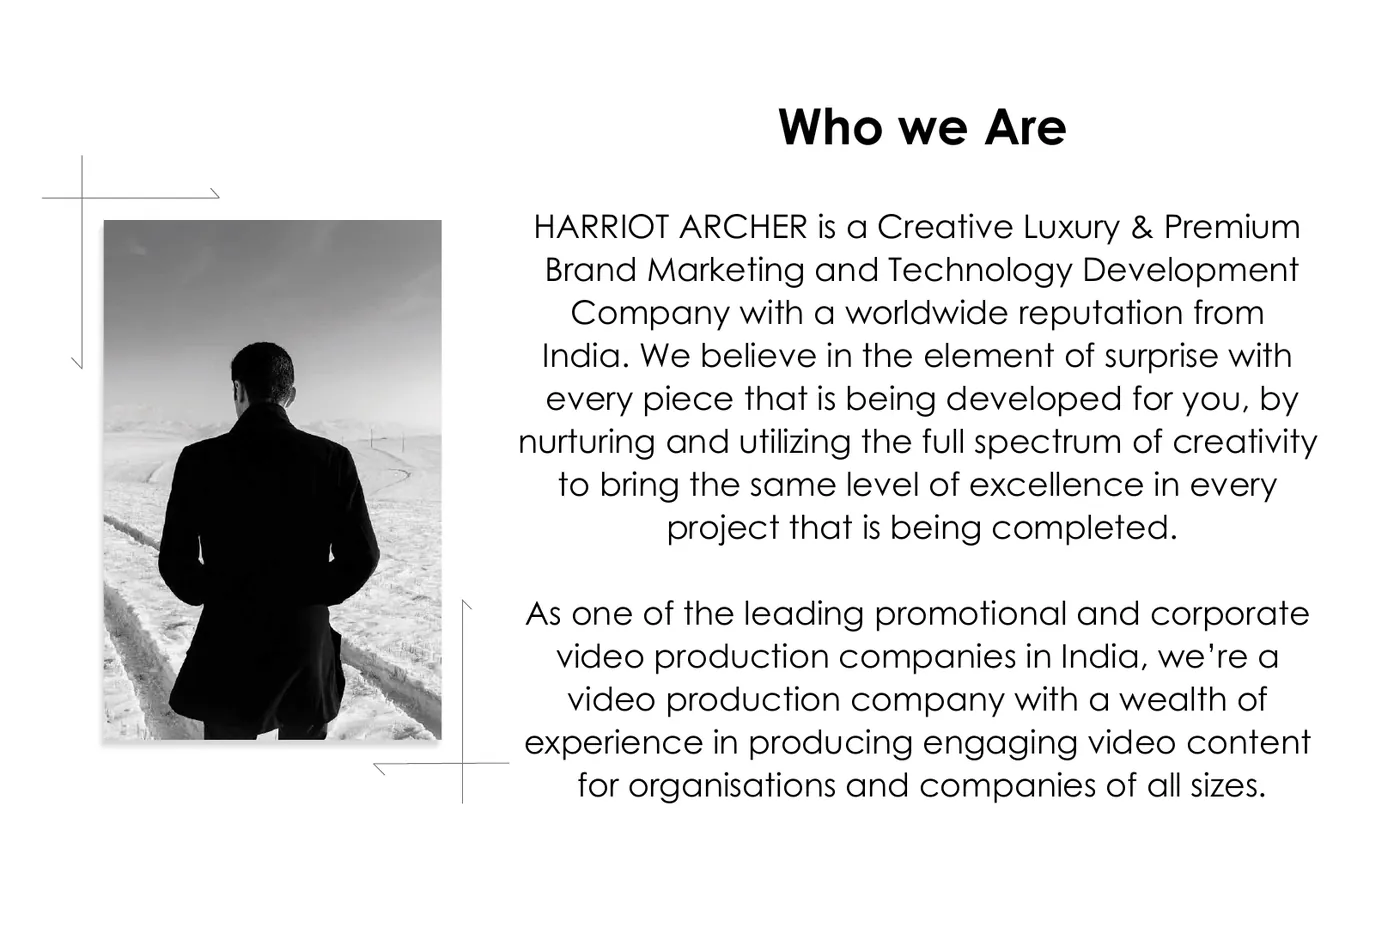 Who we Are
HARRIOT ARCHER is a Creative Luxury & Premium
Brand Marketing and Technology Development
Company with a worldwide reputation from
India. We believe in the element of surprise with
every piece that is being developed for you, by
nurturing and utilizing the full spectrum of creativity
to bring the same level of excellence in every
project that is being completed.
As one of the leading promotional and corporate
video production companies in India, we’re a
video production company with a wealth of
experience in producing engaging video content
for organisations and companies of all sizes.